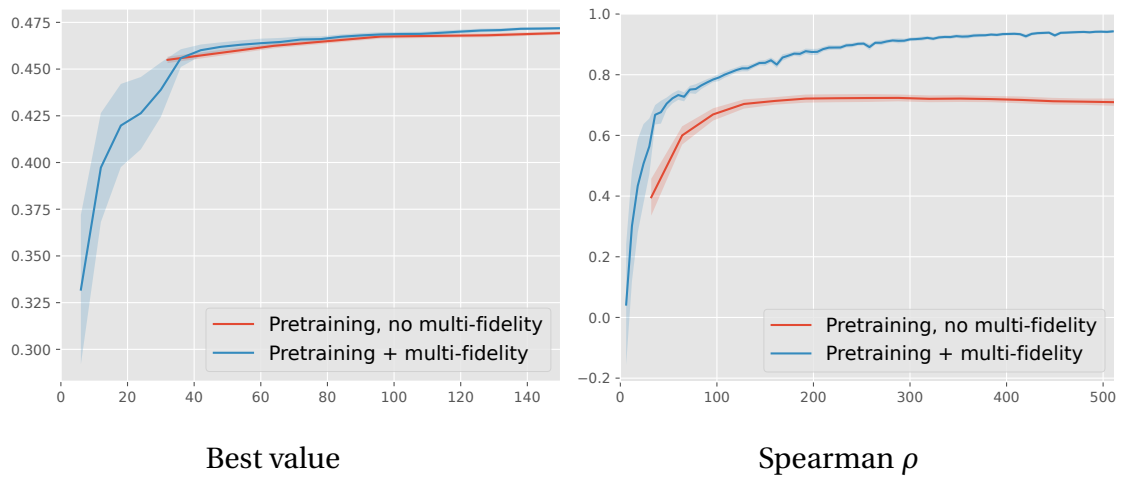 0.475
0.450
0.425
0.400
0.375
0.350
0.325
0.300
0 20 40 60 80 100 120 140
Pretraining, no multi-fidelity
Pretraining + multi-fidelity
Best value
1.0
0.8
0.6
0.4
0.2
0.0
−0.2
0 100 200 300 400 500
Pretraining, no multi-fidelity
Pretraining + multi-fidelity
Spearman ρ